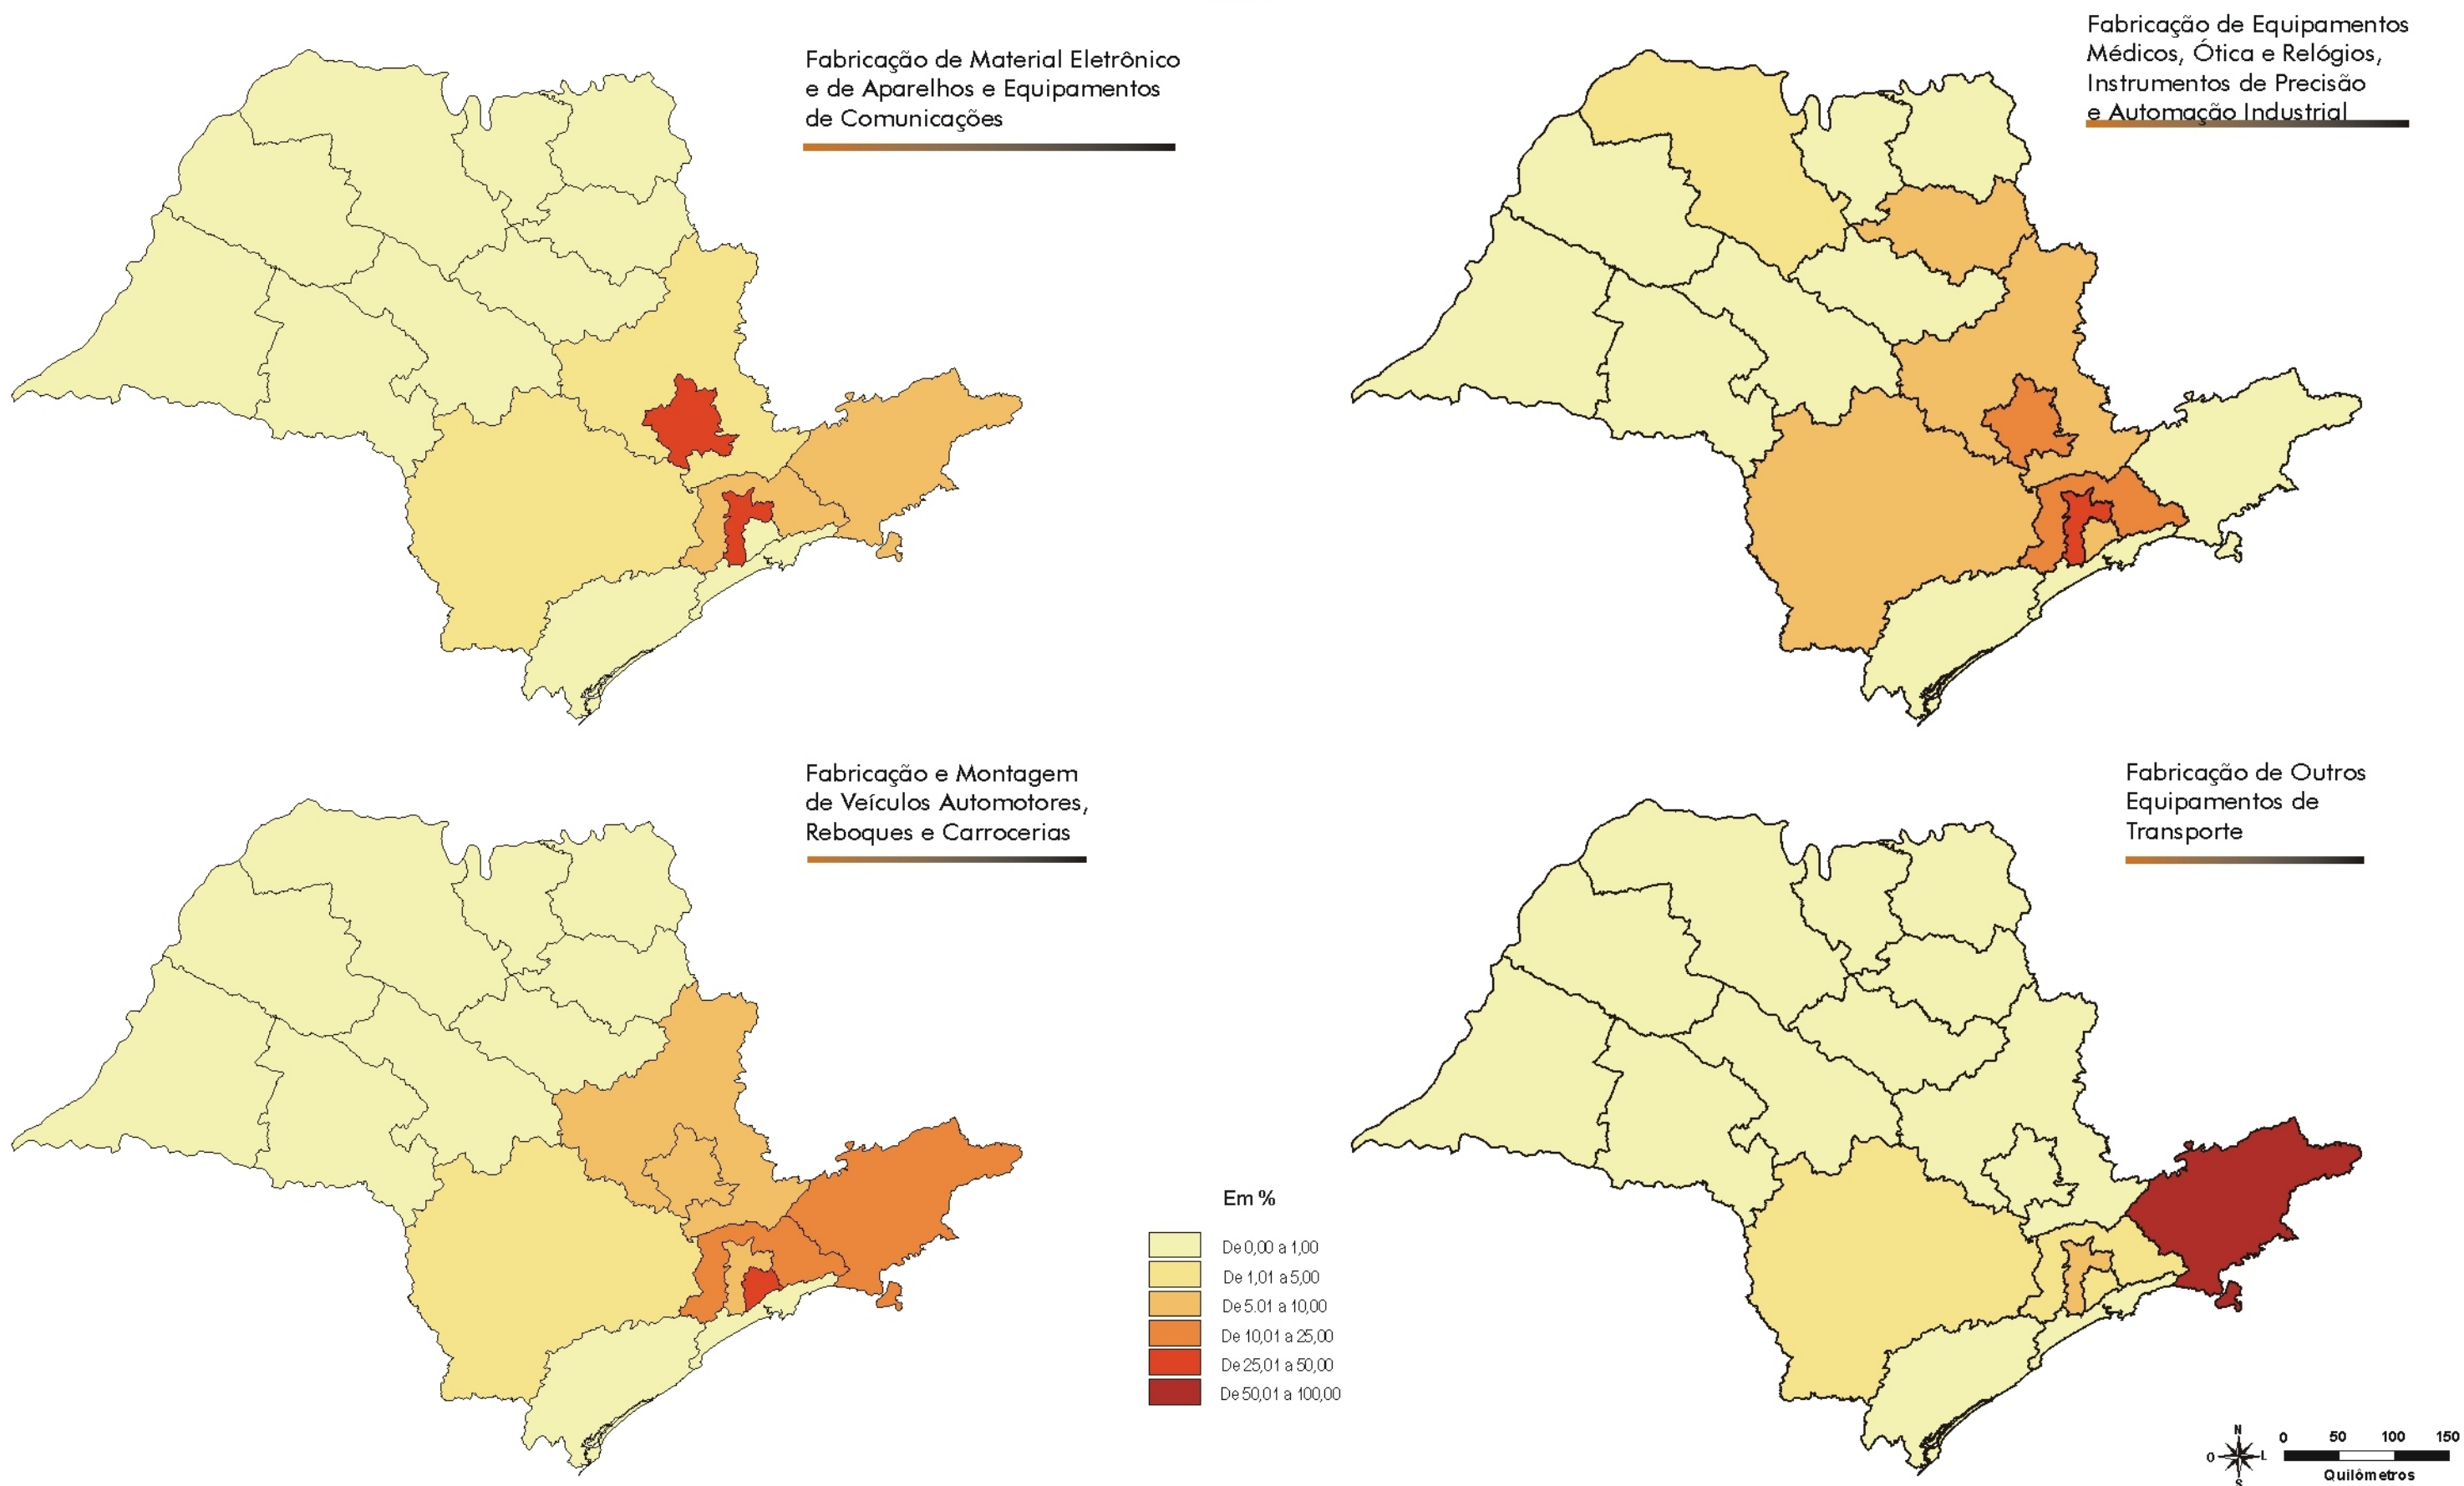 Fabricação de Material Eletrônico
e de Aparelhos e Equipamentos
de Comunicações
Fabricação de Equipamentos
Médicos, Ótica e Relógios,
Instrumentos de Precisão
e Automação Industrial
Fabricação e Montagem
de Veículos Automotores,
Reboques e Carrocerias
Fabricação de Outros
Equipamentos de
Transporte
Em %
De 0,00 a 1,00
De 1,01 a 5,00
De 5.01 a 10,00
De 10,01 a 25,00
De 25,01 a 50,00
De 50,01 a 100,00
N
O L
S
0 50 100 150
Quilômetros